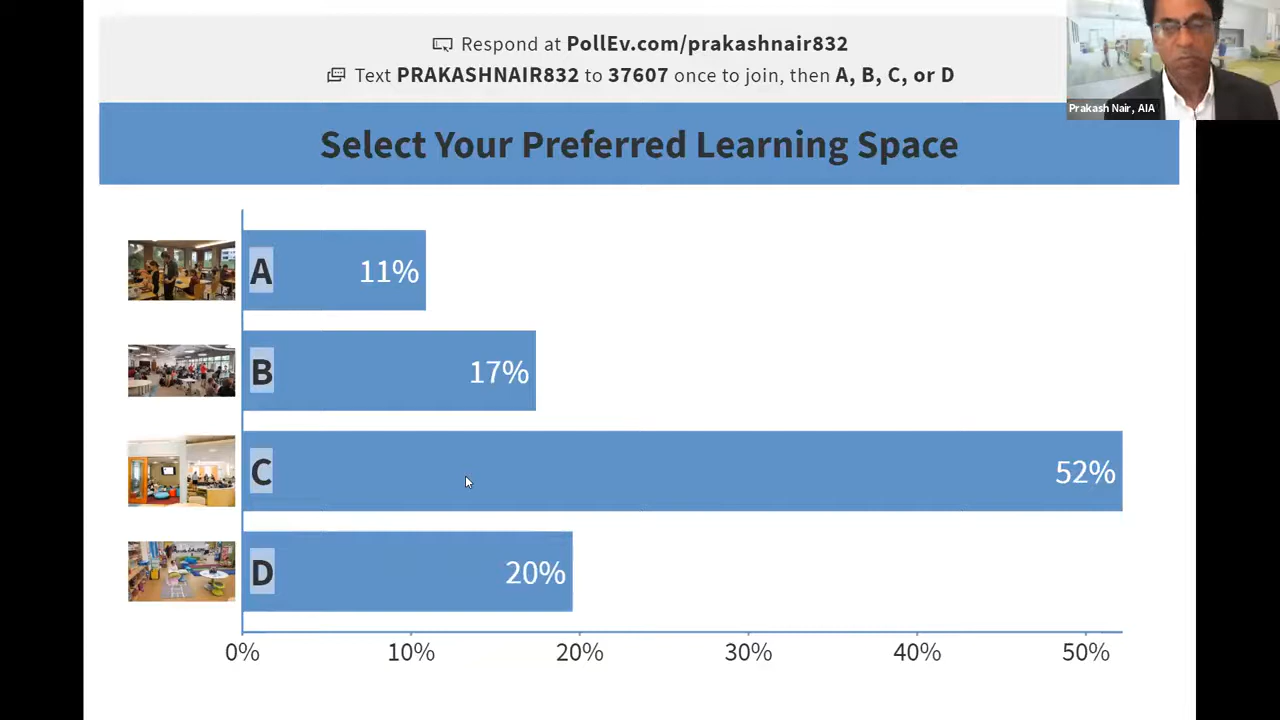 Respond at PollEv.com/prakashnair832
Text PRAKASHNAIR832 to 37607 once to join, then A, B, C, or D
Prakash Nair, AIA
Select Your Preferred Learning Space
A 11%
B 17%
C 52%
D 20%
0% 10% 20% 30% 40% 50%